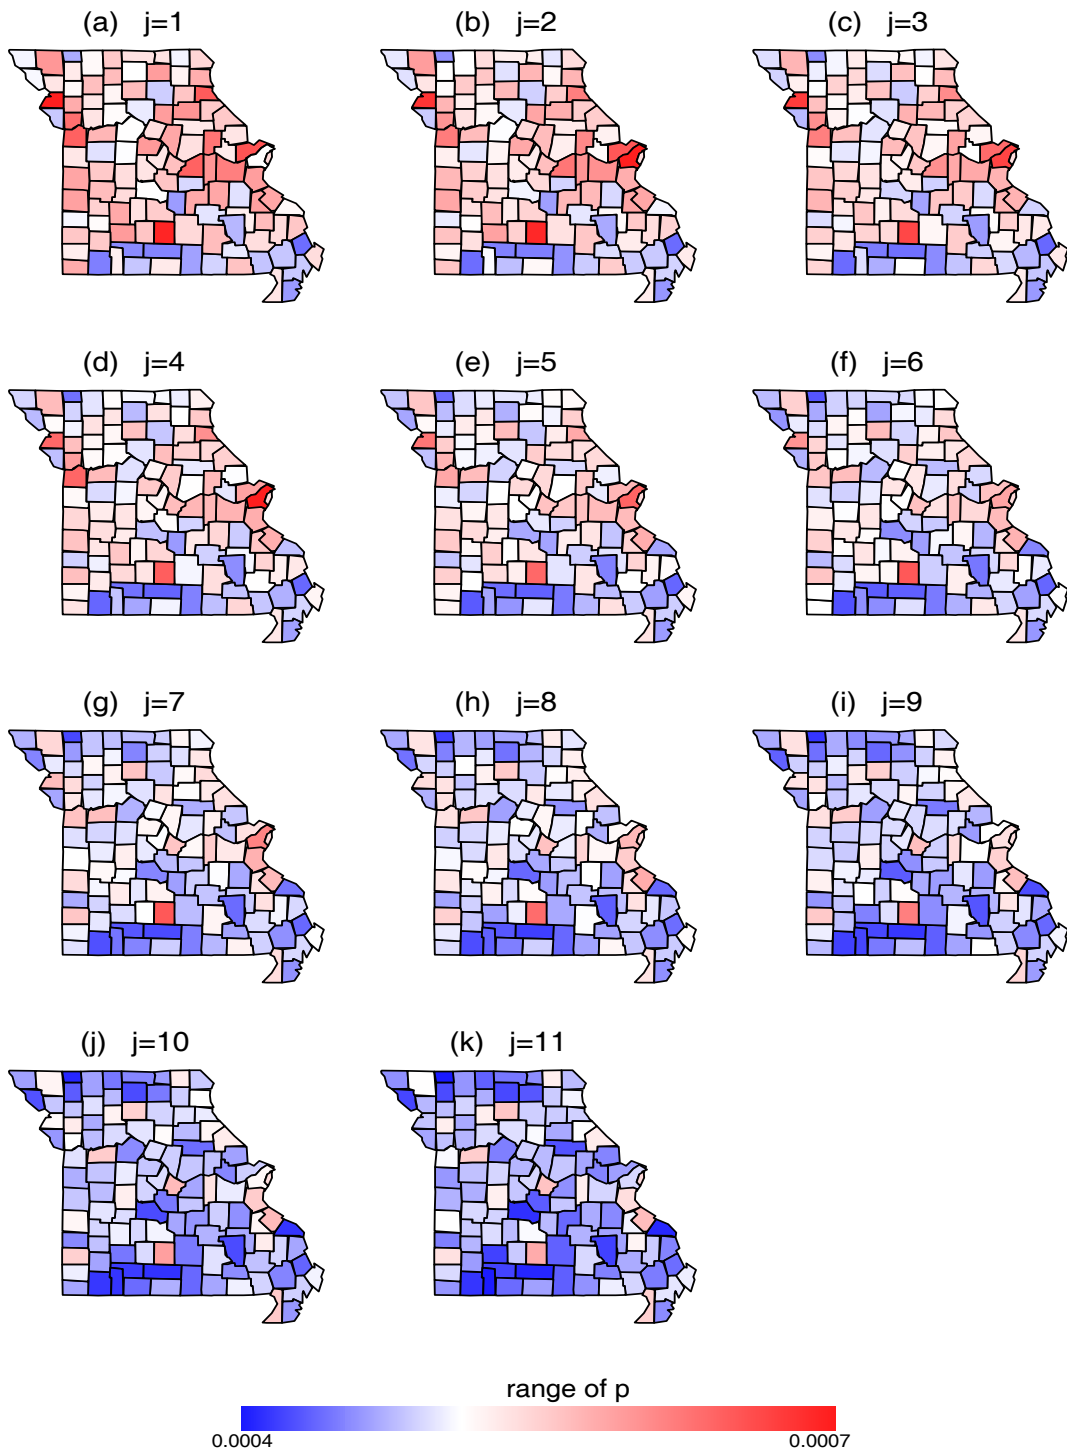 (a) j=1
(b) j=2
(c) j=3
(d) j=4
(e) j=5
(f) j=6
(g) j=7
(h) j=8
(i) j=9
(j) j=10
(k) j=11
range of p
0.0004 0.0007